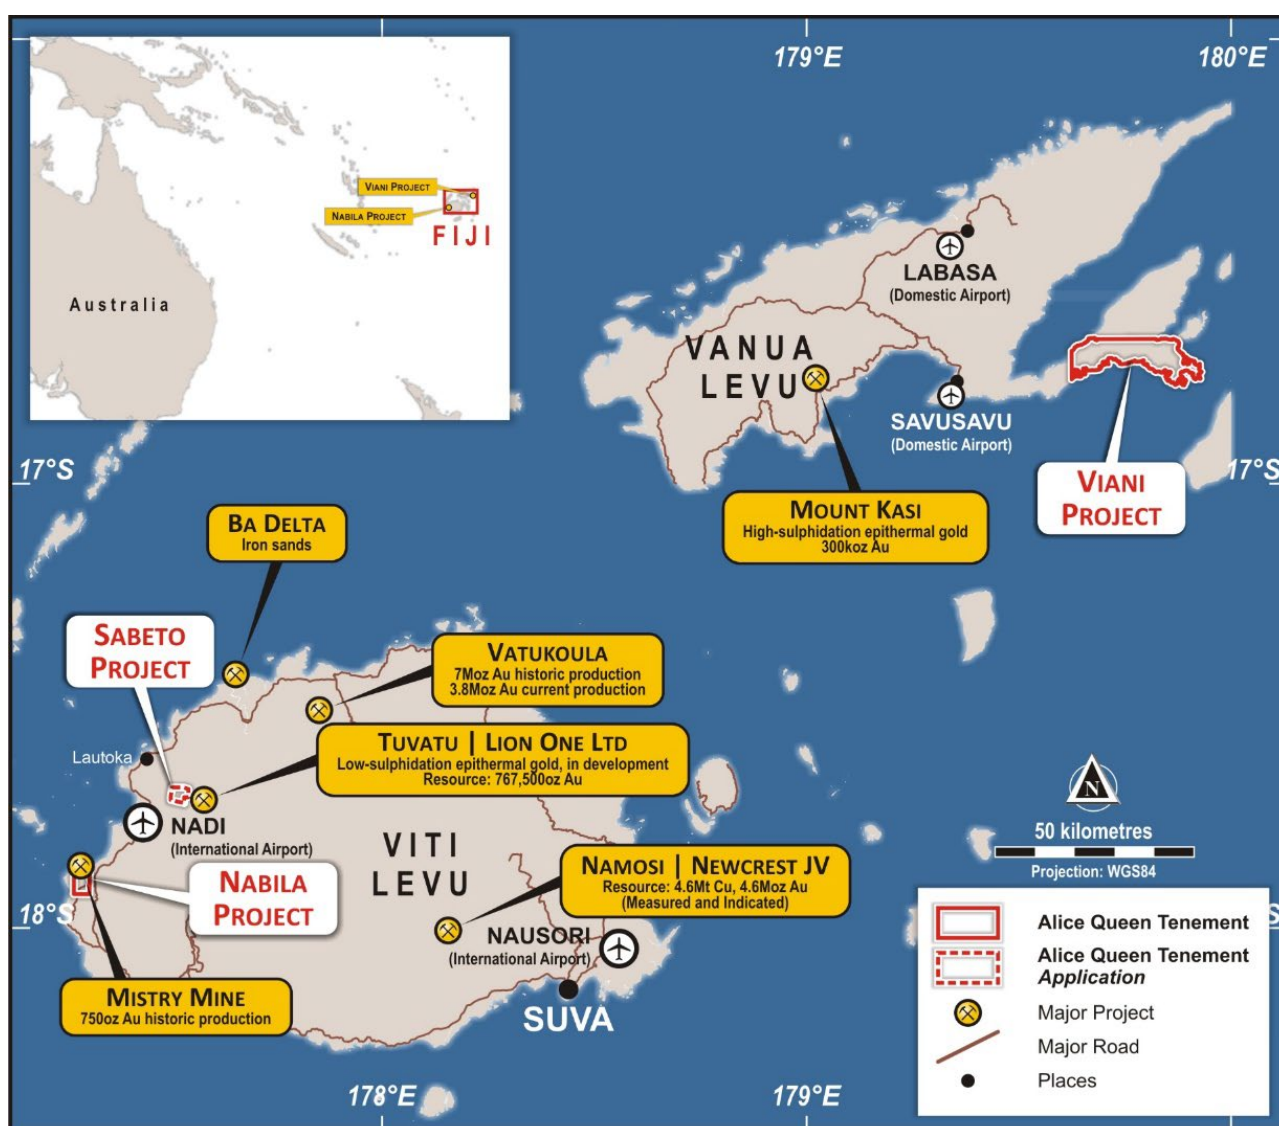 179°E
180°E
VIANI PROJECT
NABILA PROJECT
FIJI
Australia
LABASA
(Domestic Airport)
VANUA
LEVU
SAVUSAVU
(Domestic Airport)
17°S
17°S
VIANI
PROJECT
MOUNT KASI
High-sulphidation epithermal gold
300koz Au
BA DELTA
Iron sands
SABETO
PROJECT
VATUKOULA
7Moz Au historic production
3.8Moz Au current production
TUVATU | LION ONE LTD
Low-sulphidation epithermal gold, in development
Resource: 767,500oz Au
Lautoka
NADI
(International Airport)
VITI
LEVU
N
50 kilometres
Projection: WGS84
NABILA
PROJECT
NAMOSI | NEWCREST JV
Resource: 4.6Mt Cu, 4.6Moz Au
(Measured and Indicated)
18°S
18°S
NAUSORI
(International Airport)
MISTRY MINE
750oz Au historic production
SUVA
Alice Queen Tenement
Alice Queen Tenement
Application
Major Project
Major Road
Places
178°E
179°E